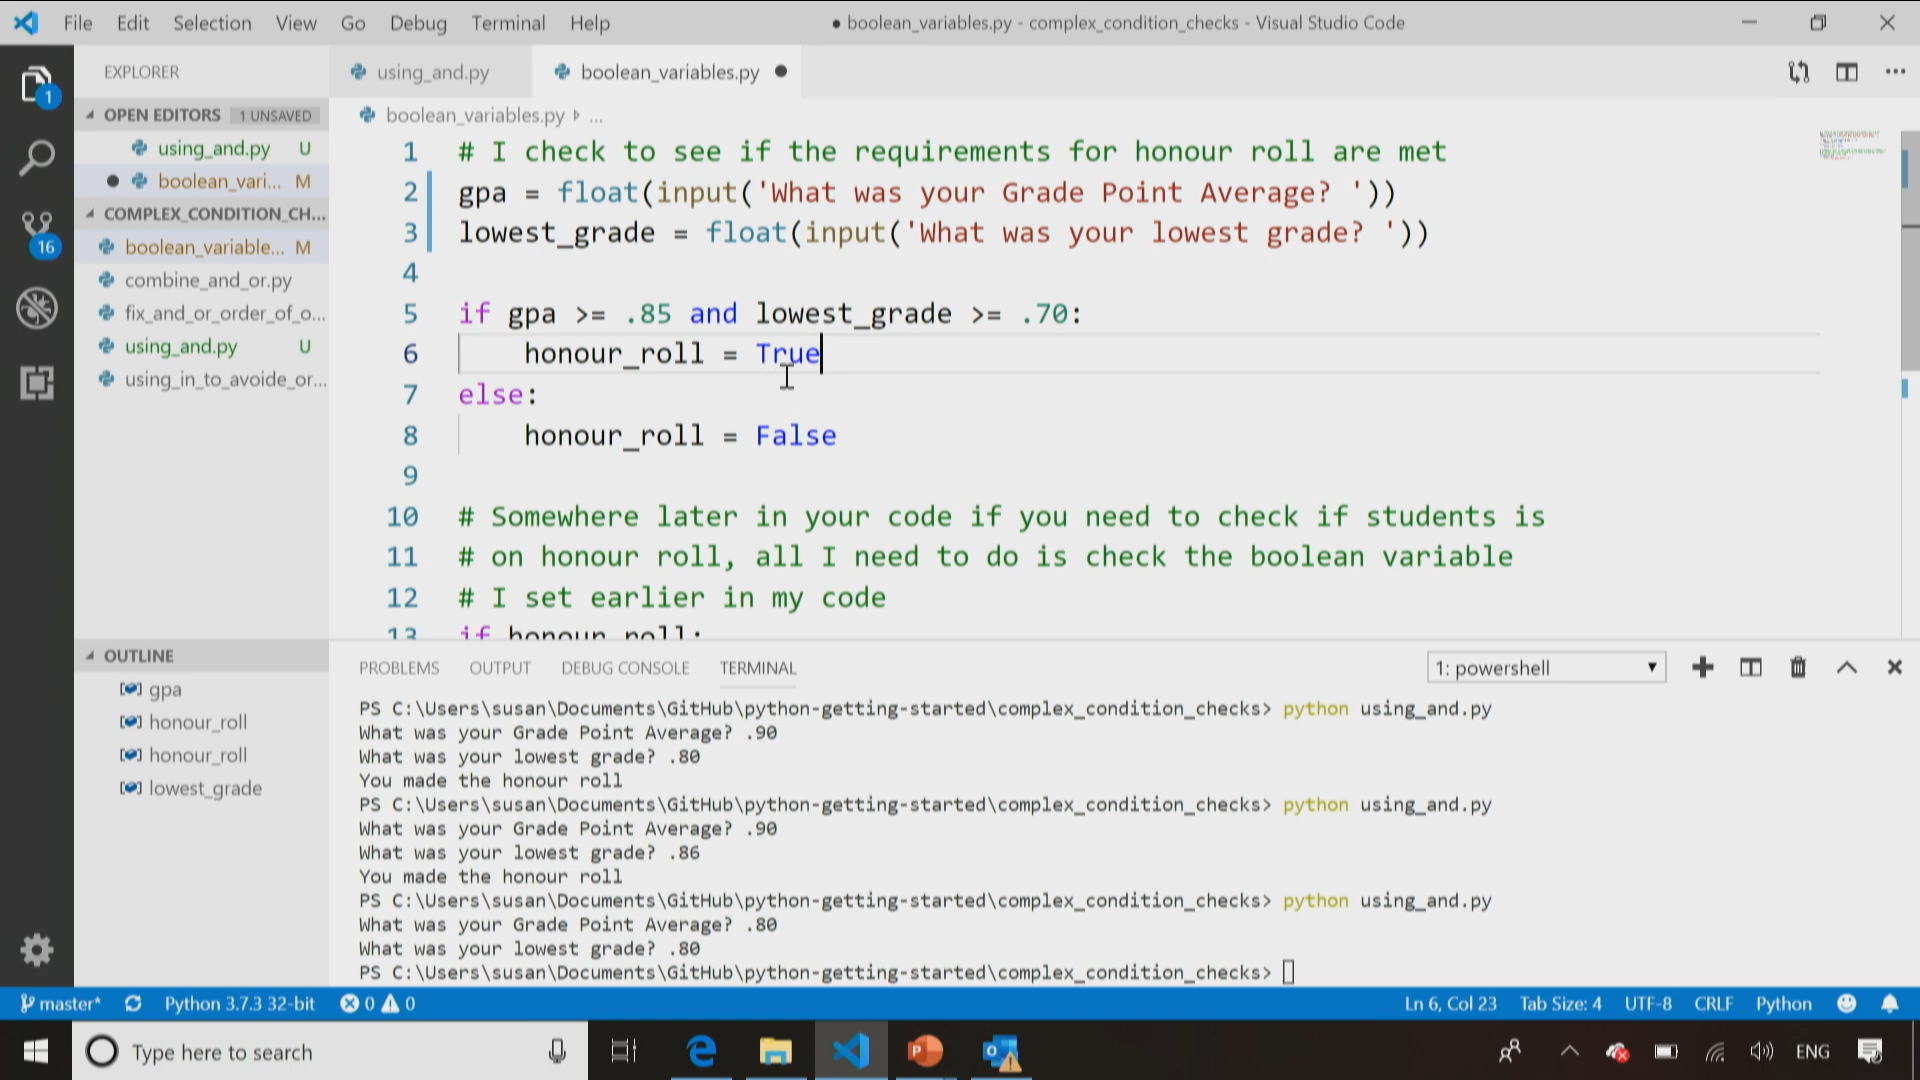 File Edit Selection View Go Debug Terminal Help
● boolean_variables.py - complex_condition_checks - Visual Studio Code
EXPLORER
using_and.py
boolean_variables.py ●
OPEN EDITORS 1 UNSAVED
using_and.py U
boolean_vari... M
COMPLEX_CONDITION_CH...
boolean_variable... M
combine_and_or.py
fix_and_or_order_of_o...
using_and.py U
using_in_to_avoide_or...
1
16
OUTLINE
gpa
honour_roll
honour_roll
lowest_grade
boolean_variables.py ...
1 # I check to see if the requirements for honour roll are met
2 gpa = float(input('What was your Grade Point Average? '))
3 lowest_grade = float(input('What was your lowest grade? '))
4
5 if gpa >= .85 and lowest_grade >= .70:
6 honour_roll = True
7 else:
8 honour_roll = False
9
10 # Somewhere later in your code if you need to check if students is
11 # on honour roll, all I need to do is check the boolean variable
12 # I set earlier in my code
13 if honour_roll:
PROBLEMS OUTPUT DEBUG CONSOLE TERMINAL
1: powershell
PS C:\Users\susan\Documents\GitHub\python-getting-started\complex_condition_checks> python using_and.py
What was your Grade Point Average? .90
What was your lowest grade? .80
You made the honour roll
PS C:\Users\susan\Documents\GitHub\python-getting-started\complex_condition_checks> python using_and.py
What was your Grade Point Average? .90
What was your lowest grade? .86
You made the honour roll
PS C:\Users\susan\Documents\GitHub\python-getting-started\complex_condition_checks> python using_and.py
What was your Grade Point Average? .80
What was your lowest grade? .80
PS C:\Users\susan\Documents\GitHub\python-getting-started\complex_condition_checks>
master* Python 3.7.3 32-bit 0 0
Ln 6, Col 23 Tab Size: 4 UTF-8 CRLF Python
Type here to search
ENG